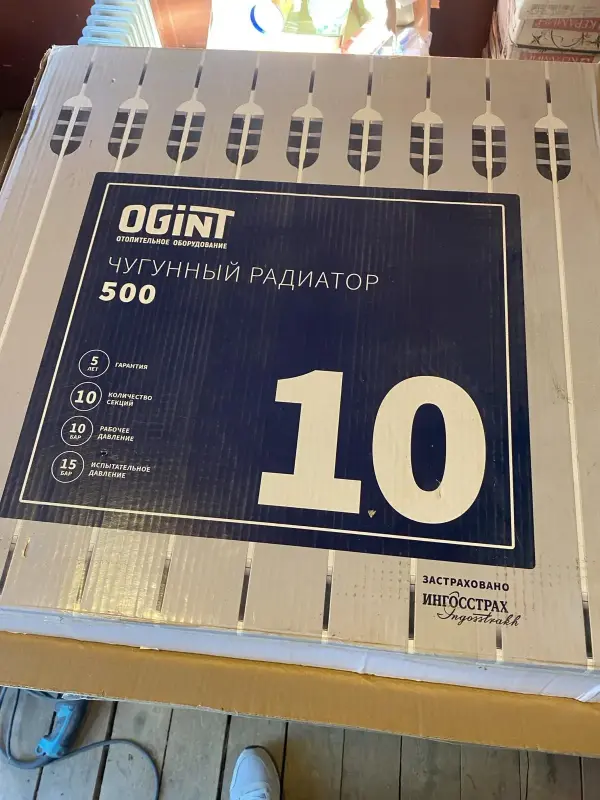 OGiNT
ОТОПИТЕЛЬНОЕ ОБОРУДОВАНИЕ
ЧУГУННЫЙ РАДИАТОР
500
5
ЛЕТ
ГАРАНТИЯ
10
КОЛИЧЕСТВО
СЕКЦИЙ
10
БАР
РАБОЧЕЕ
ДАВЛЕНИЕ
15
БАР
ИСПЫТАТЕЛЬНОЕ
ДАВЛЕНИЕ
10
ЗАСТРАХОВАНО
ИНГОССТРАХ
Ingosstrakh